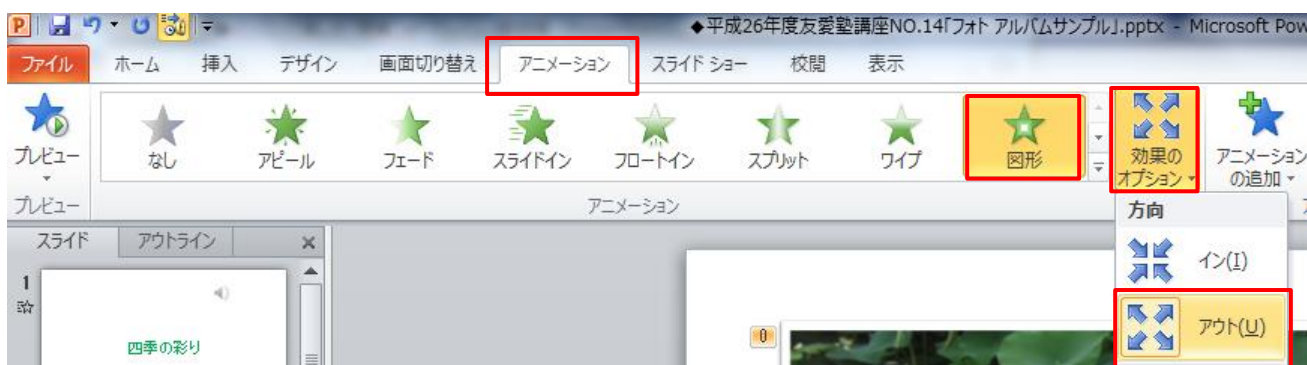 ◆平成26年度友愛塾講座NO.14「フォト アルバムサンプル」.pptx - Microsoft Pow
ファイル ホーム 挿入 デザイン 画面切り替え アニメーション スライド ショー 校閲 表示
プレビュー なし アピール フェード スライドイン フロートイン スプリット ワイプ 図形 効果の オプション アニメーション の追加
プレビュー アニメーション
方向
スライド アウトライン
イン(I)
1
0
アウト(U)
四季の彩り